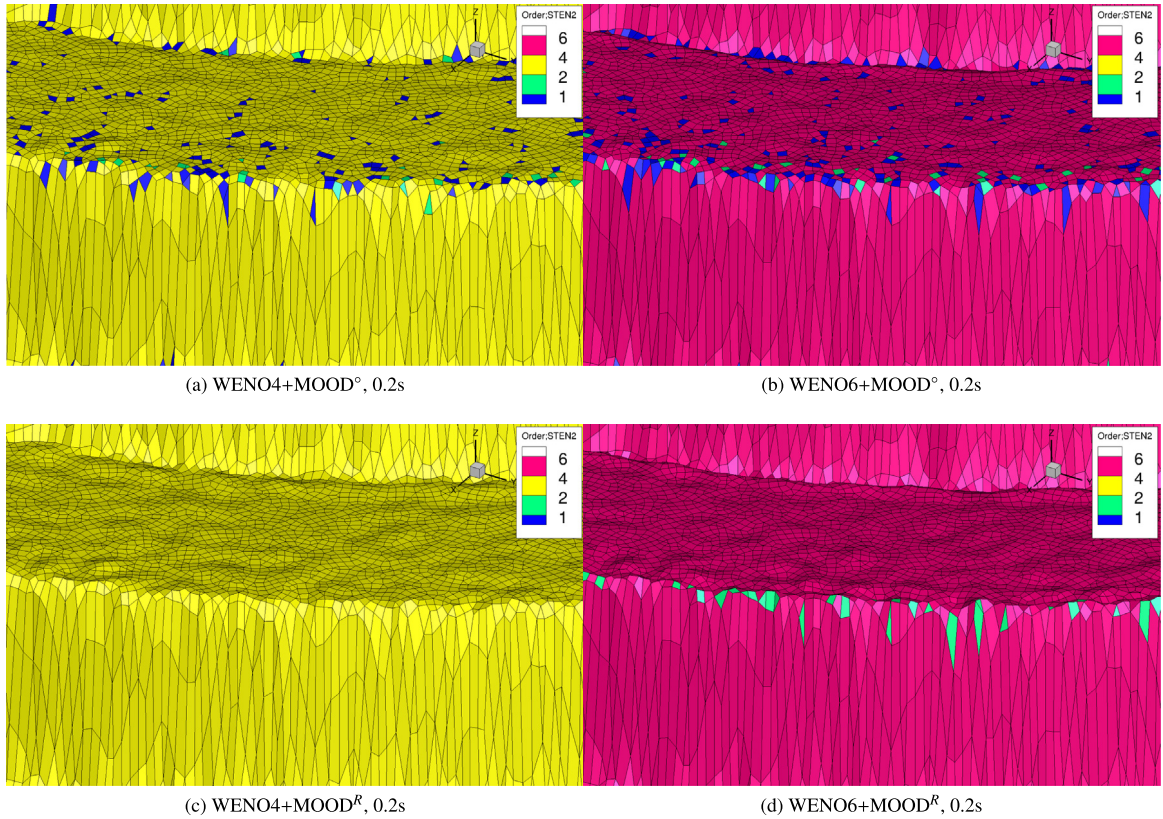 Order;STEN2
6
4
2
1
z
x
Order;STEN2
6
4
2
1
z
x
(a) WENO4+MOOD°, 0.2s
(b) WENO6+MOOD°, 0.2s
Order;STEN2
6
4
2
1
z
x
Order;STEN2
6
4
2
1
z
x
(c) WENO4+MOODᴿ, 0.2s
(d) WENO6+MOODᴿ, 0.2s